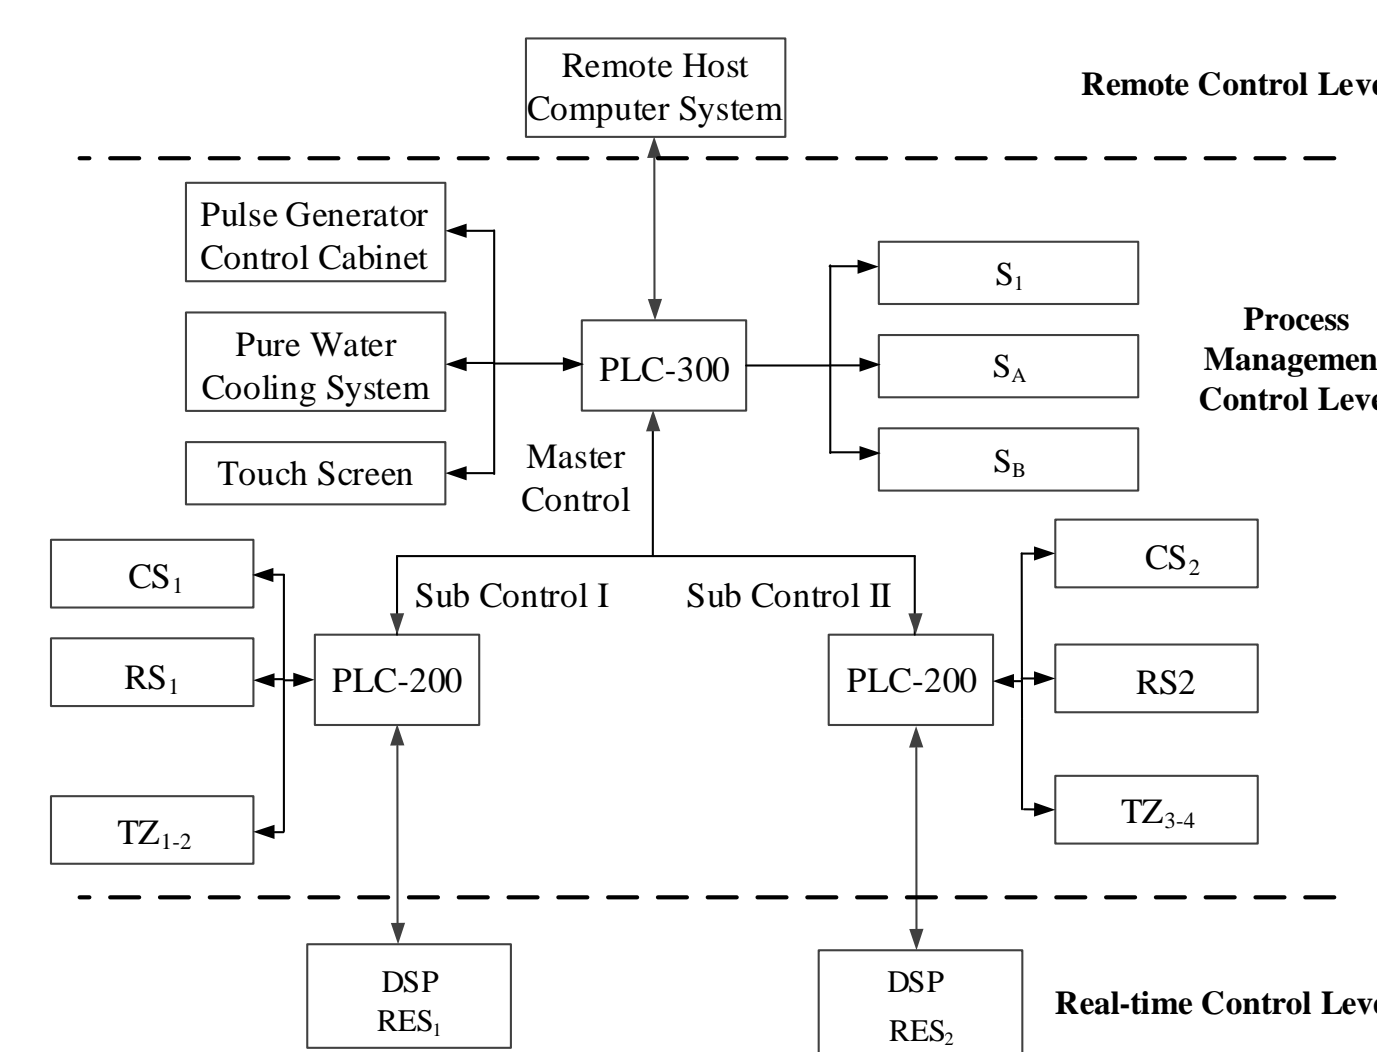 Remote Host
Computer System
Remote Control Leve
Pulse Generator
Control Cabinet
Pure Water
Cooling System
Touch Screen
PLC-300
S₁
S_A
S_B
Process
Managemen
Control Leve
Master
Control
Sub Control I
Sub Control II
CS₁
RS₁
TZ₁₋₂
PLC-200
PLC-200
CS₂
RS2
TZ₃₋₄
DSP
RES₁
DSP
RES₂
Real-time Control Leve